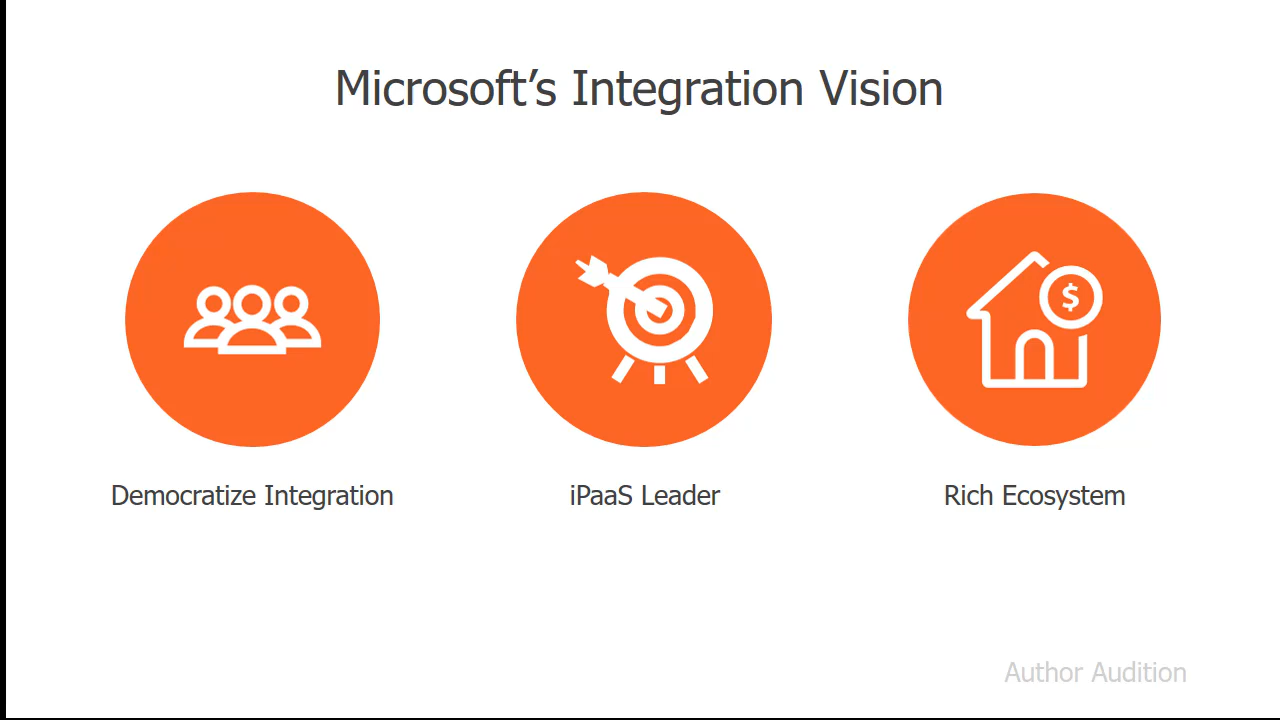 Microsoft’s Integration Vision
$
Democratize Integration
iPaaS Leader
Rich Ecosystem
Author Audition